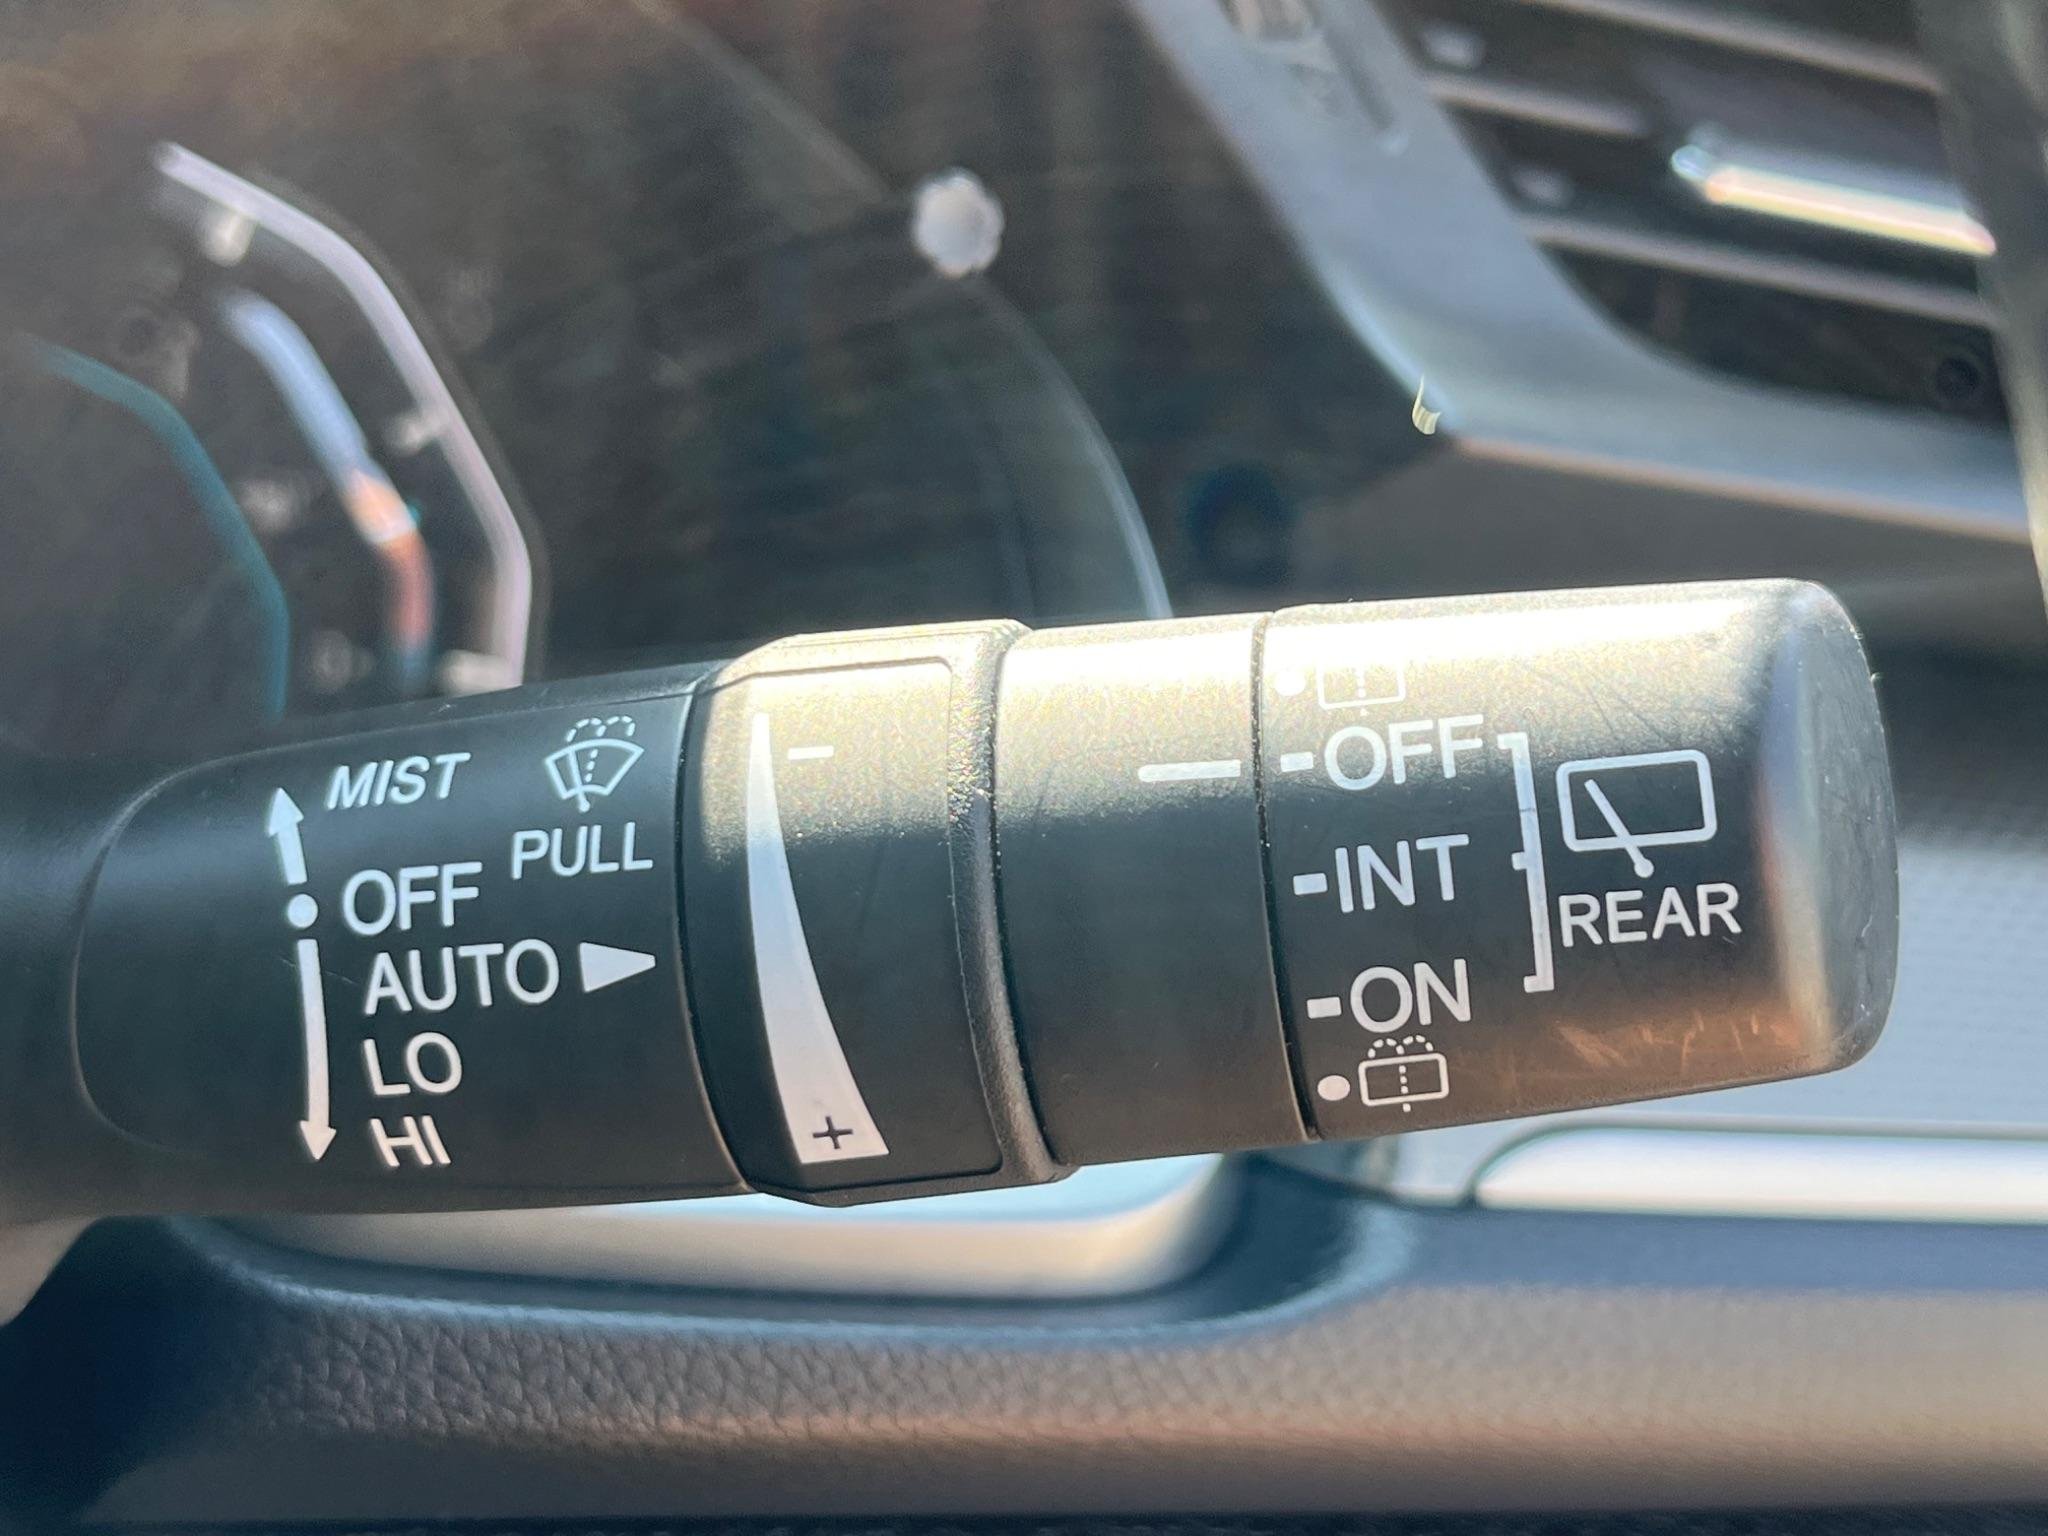 MIST
PULL
OFF
AUTO
LO
HI
-
+
OFF
INT
ON
REAR